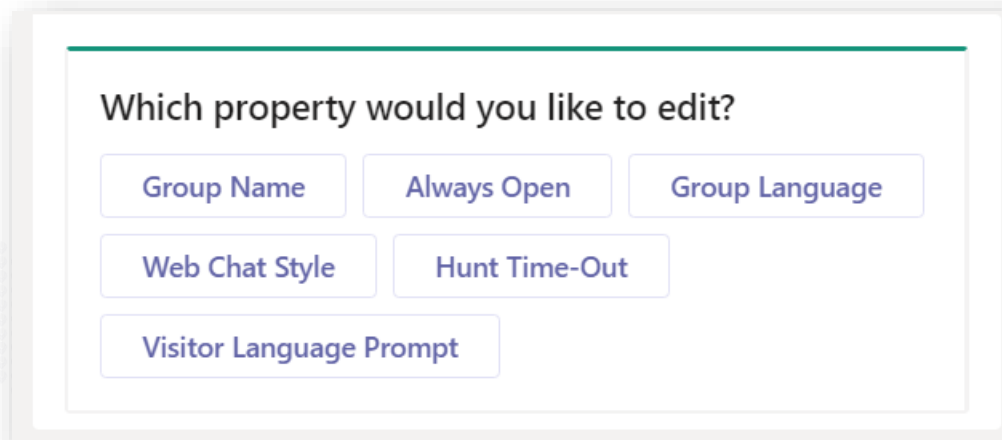 Which property would you like to edit?
Group Name Always Open Group Language
Web Chat Style Hunt Time-Out
Visitor Language Prompt